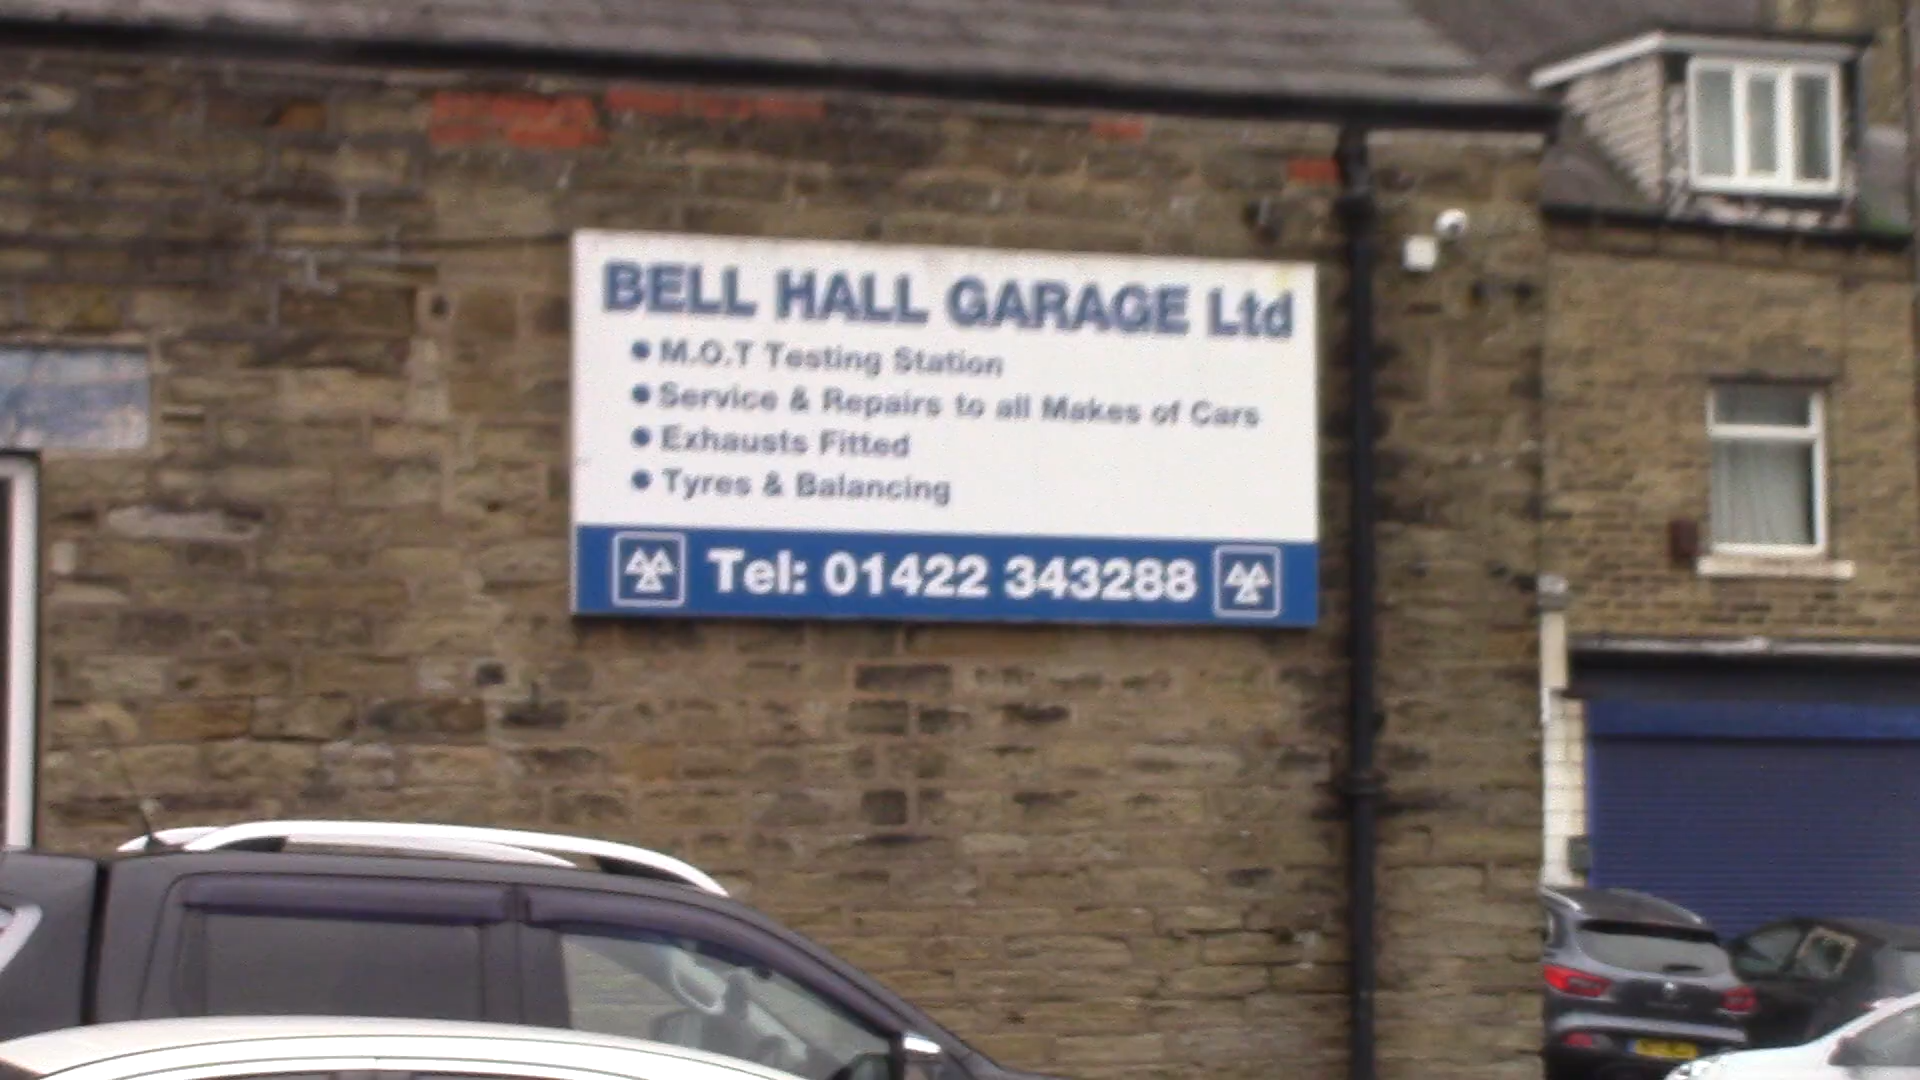 BELL HALL GARAGE Ltd
● M.O.T Testing Station
● Service & Repairs to all Makes of Cars
● Exhausts Fitted
● Tyres & Balancing
Tel: 01422 343288